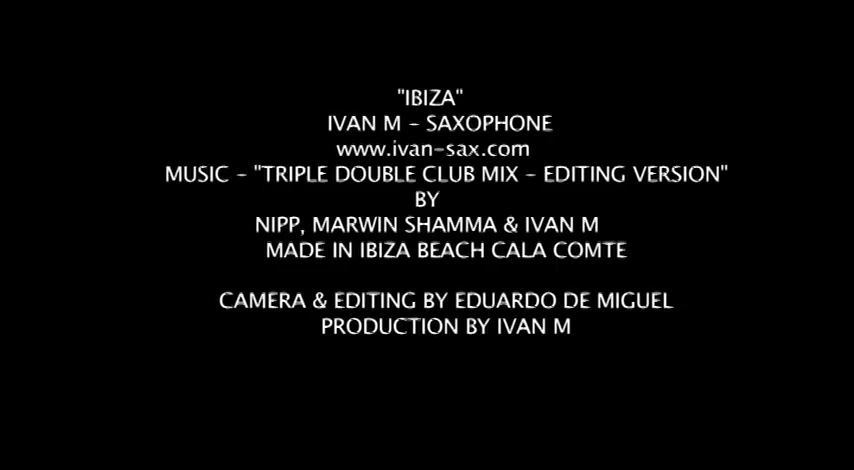 "IBIZA"
IVAN M - SAXOPHONE
www.ivan-sax.com
MUSIC - "TRIPLE DOUBLE CLUB MIX - EDITING VERSION"
BY
NIPP, MARWIN SHAMMA & IVAN M
MADE IN IBIZA BEACH CALA COMTE
CAMERA & EDITING BY EDUARDO DE MIGUEL
PRODUCTION BY IVAN M